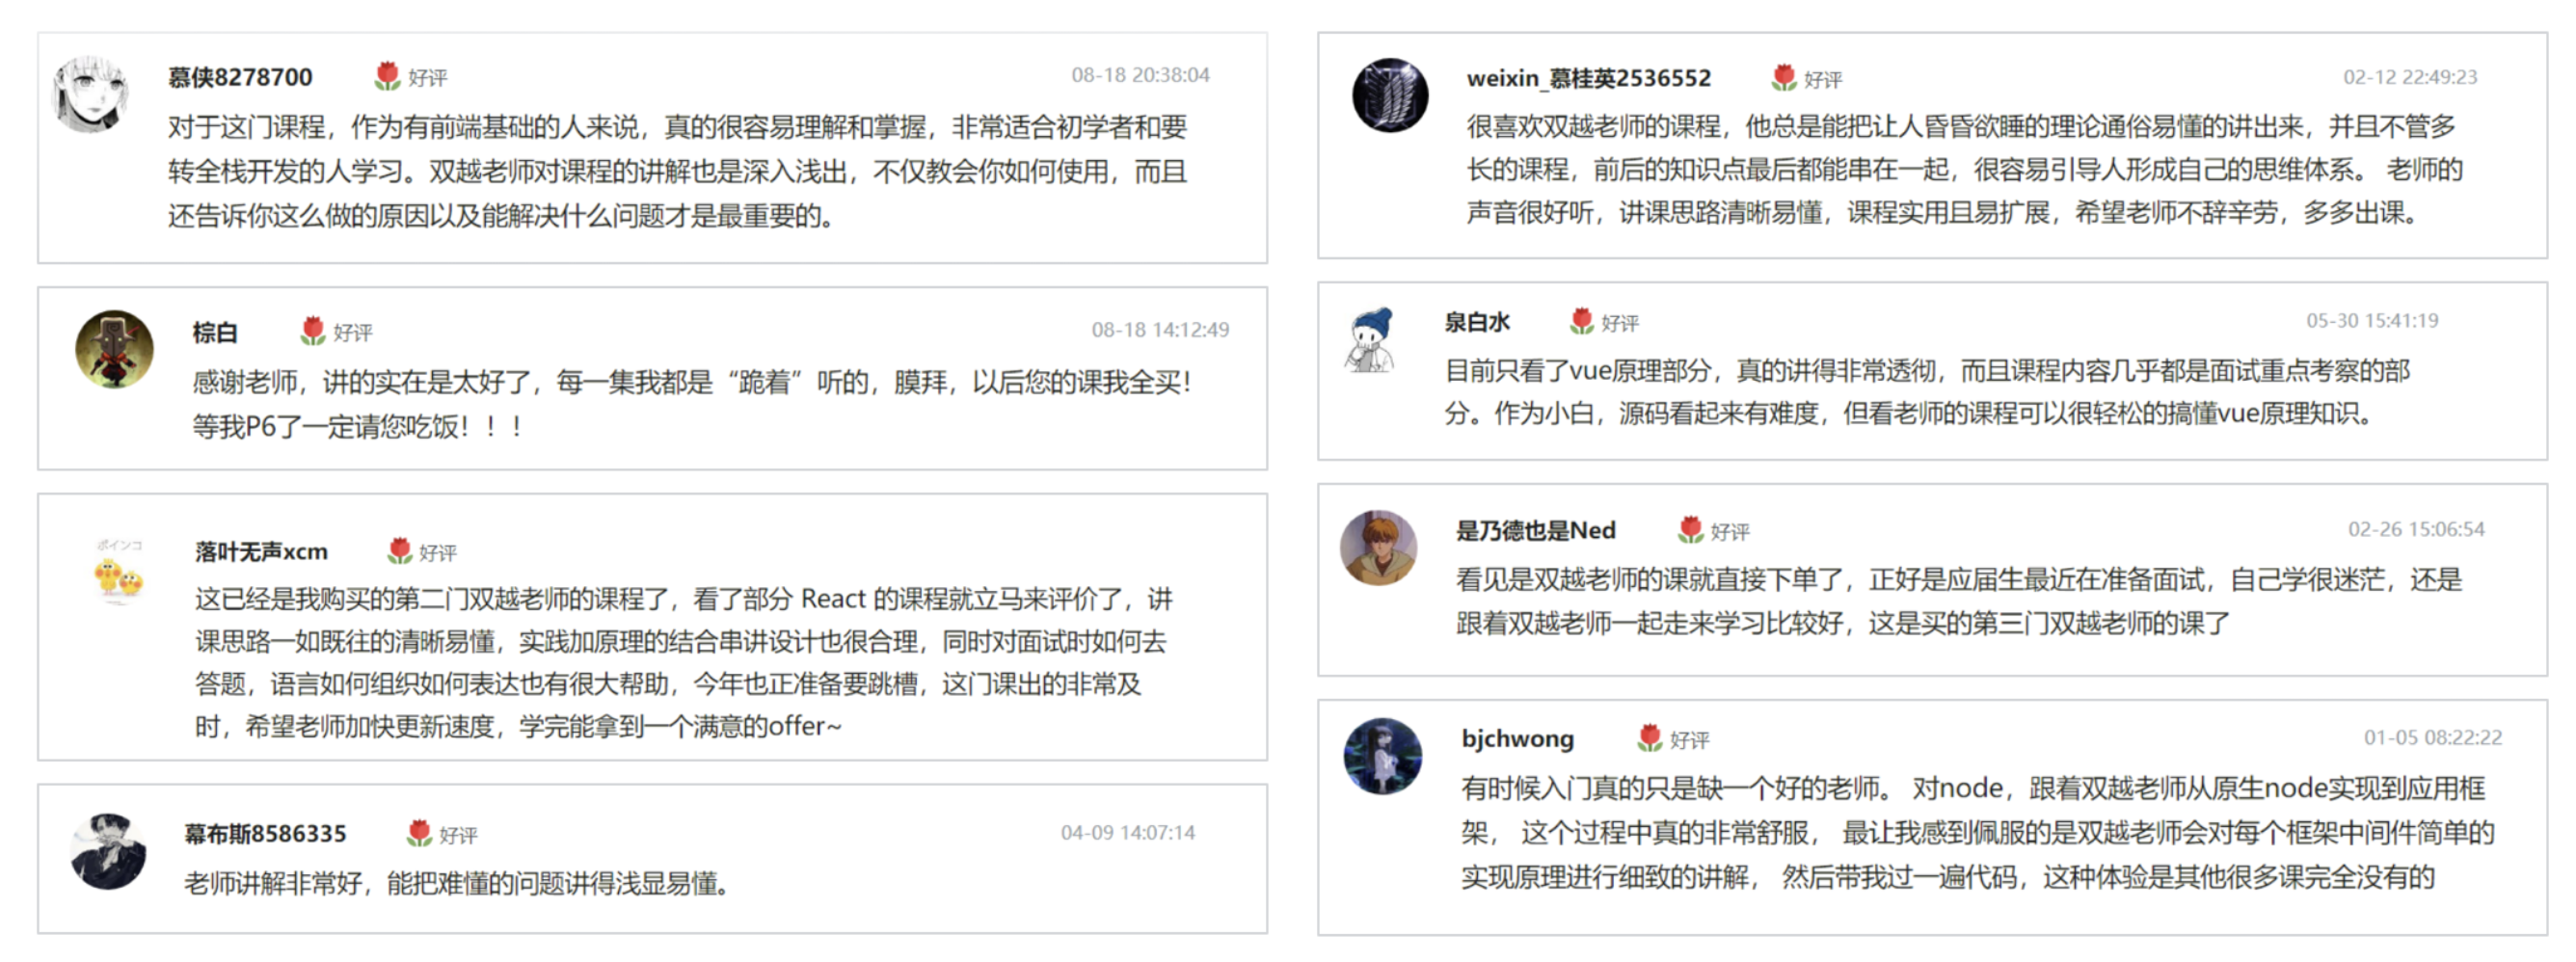 慕侠8278700 好评 08-18 20:38:04
对于这门课程，作为有前端基础的人来说，真的很容易理解和掌握，非常适合初学者和要
转全栈开发的人学习。双越老师对课程的讲解也是深入浅出，不仅教会你如何使用，而且
还告诉你这么做的原因以及能解决什么问题才是最重要的。
棕白 好评 08-18 14:12:49
感谢老师，讲的实在是太好了，每一集我都是“跪着”听的，膜拜，以后您的课我全买！
等我P6了一定请您吃饭！！！
ポインコ
落叶无声xcm 好评
这已经是我购买的第二门双越老师的课程了，看了部分 React 的课程就立马来评价了，讲
课思路一如既往的清晰易懂，实践加原理的结合串讲设计也很合理，同时对面试时如何去
答题，语言如何组织如何表达也有很大帮助，今年也正准备要跳槽，这门课出的非常及
时，希望老师加快更新速度，学完能拿到一个满意的offer~
幕布斯8586335 好评 04-09 14:07:14
老师讲解非常好，能把难懂的问题讲得浅显易懂。
weixin_慕桂英2536552 好评 02-12 22:49:23
很喜欢双越老师的课程，他总是能把让人昏昏欲睡的理论通俗易懂的讲出来，并且不管多
长的课程，前后的知识点最后都能串在一起，很容易引导人形成自己的思维体系。 老师的
声音很好听，讲课思路清晰易懂，课程实用且易扩展，希望老师不辞辛劳，多多出课。
泉白水 好评 05-30 15:41:19
目前只看了vue原理部分，真的讲得非常透彻，而且课程内容几乎都是面试重点考察的部
分。作为小白，源码看起来有难度，但看老师的课程可以很轻松的搞懂vue原理知识。
是乃德也是Ned 好评 02-26 15:06:54
看见是双越老师的课就直接下单了，正好是应届生最近在准备面试，自己学很迷茫，还是
跟着双越老师一起走来学习比较好，这是买的第三门双越老师的课了
bjchwong 好评 01-05 08:22:22
有时候入门真的只是缺一个好的老师。 对node，跟着双越老师从原生node实现到应用框
架， 这个过程中真的非常舒服， 最让我感到佩服的是双越老师会对每个框架中间件简单的
实现原理进行细致的讲解， 然后带我过一遍代码，这种体验是其他很多课完全没有的